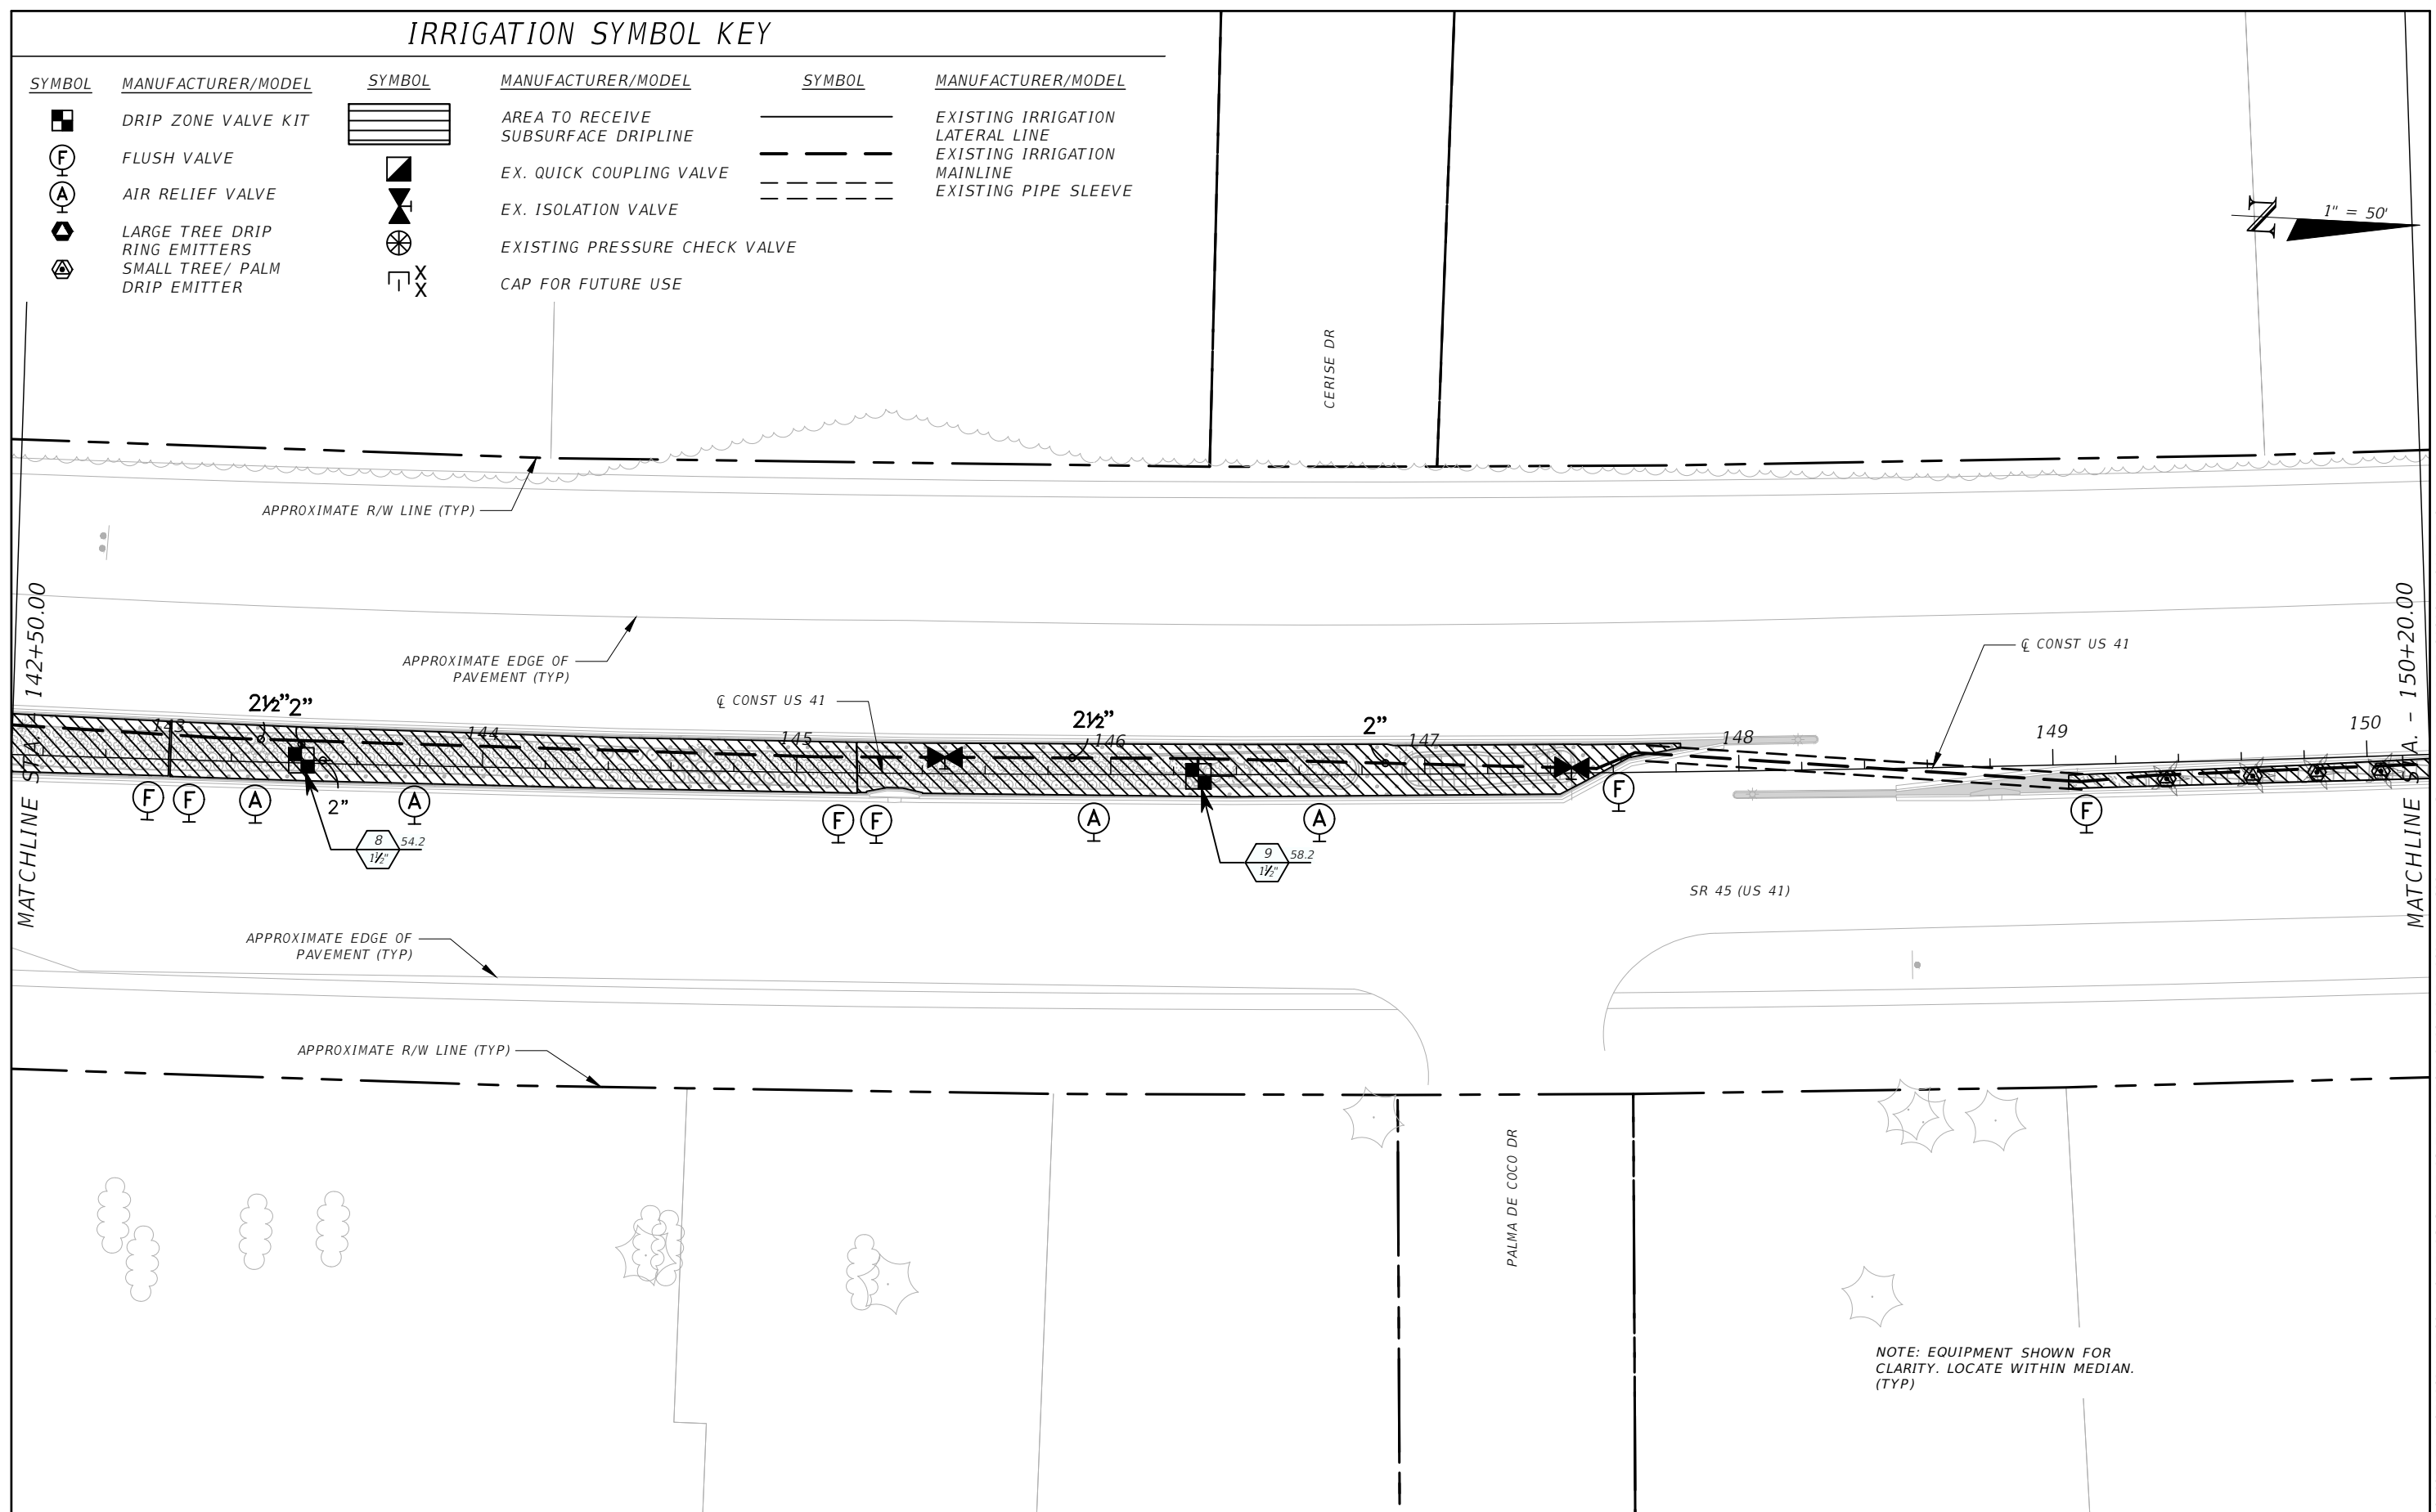 IRRIGATION SYMBOL KEY
SYMBOL
MANUFACTURER/MODEL
DRIP ZONE VALVE KIT
F
FLUSH VALVE
A
AIR RELIEF VALVE
LARGE TREE DRIP
RING EMITTERS
SMALL TREE/ PALM
DRIP EMITTER
SYMBOL
MANUFACTURER/MODEL
AREA TO RECEIVE
SUBSURFACE DRIPLINE
EX. QUICK COUPLING VALVE
EX. ISOLATION VALVE
EXISTING PRESSURE CHECK VALVE
X
X
CAP FOR FUTURE USE
SYMBOL
MANUFACTURER/MODEL
EXISTING IRRIGATION
LATERAL LINE
EXISTING IRRIGATION
MAINLINE
EXISTING PIPE SLEEVE
N
1" = 50'
CERISE DR
APPROXIMATE R/W LINE (TYP)
APPROXIMATE EDGE OF
PAVEMENT (TYP)
℄ CONST US 41
℄ CONST US 41
MATCHLINE STA. - 142+50.00
MATCHLINE STA. - 150+20.00
2½" 2"
2½"
2"
143
144
145
146
147
148
149
150
F
F
A
2"
A
F
F
A
A
F
F
8
54.2
1½"
9
58.2
1½"
SR 45 (US 41)
APPROXIMATE EDGE OF
PAVEMENT (TYP)
APPROXIMATE R/W LINE (TYP)
PALMA DE COCO DR
NOTE: EQUIPMENT SHOWN FOR
CLARITY. LOCATE WITHIN MEDIAN.
(TYP)